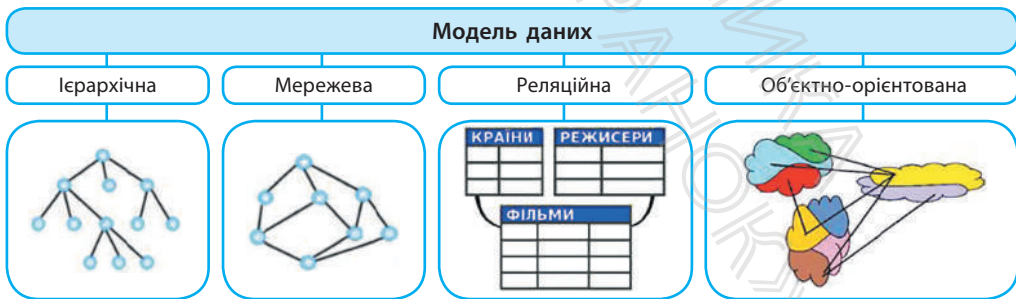 Модель даних
Ієрархічна
Мережева
Реляційна
Об'єктно-орієнтована
КРАЇНИ
РЕЖИСЕРИ
ФІЛЬМИ